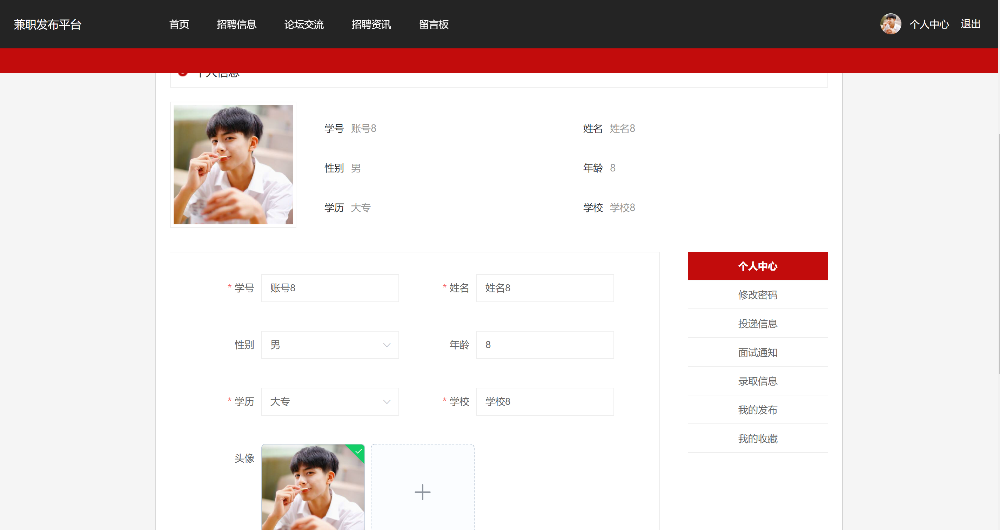 兼职发布平台 首页 招聘信息 论坛交流 招聘资讯 留言板 个人中心 退出
个人信息
学号 账号8 姓名 姓名8
性别 男 年龄 8
学历 大专 学校 学校8
* 学号 账号8 * 姓名 姓名8
性别 男 年龄 8
* 学历 大专 * 学校 学校8
头像
个人中心
修改密码
投递信息
面试通知
录取信息
我的发布
我的收藏